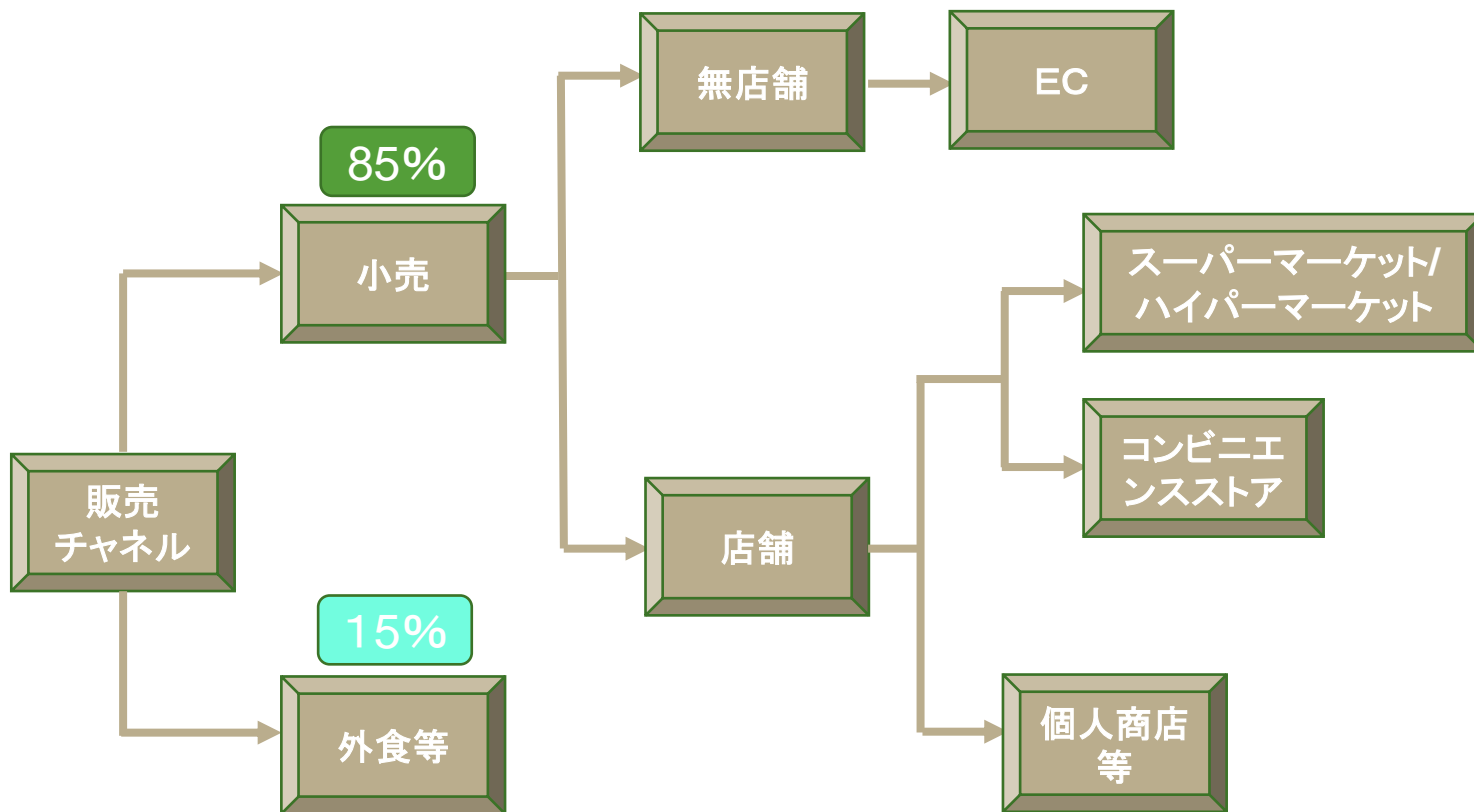 無店舗
EC
85%
小売
スーパーマーケット/
ハイパーマーケット
コンビニエ
ンスストア
販売
チャネル
店舗
15%
外食等
個人商店
等